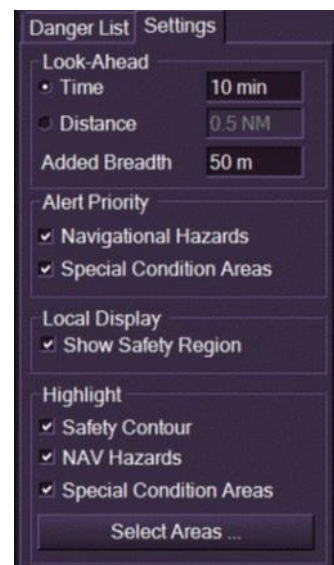 Danger List Settings
Look-Ahead
Time 10 min
Distance 0.5 NM
Added Breadth 50 m
Alert Priority
Navigational Hazards
Special Condition Areas
Local Display
Show Safety Region
Highlight
Safety Contour
NAV Hazards
Special Condition Areas
Select Areas ...